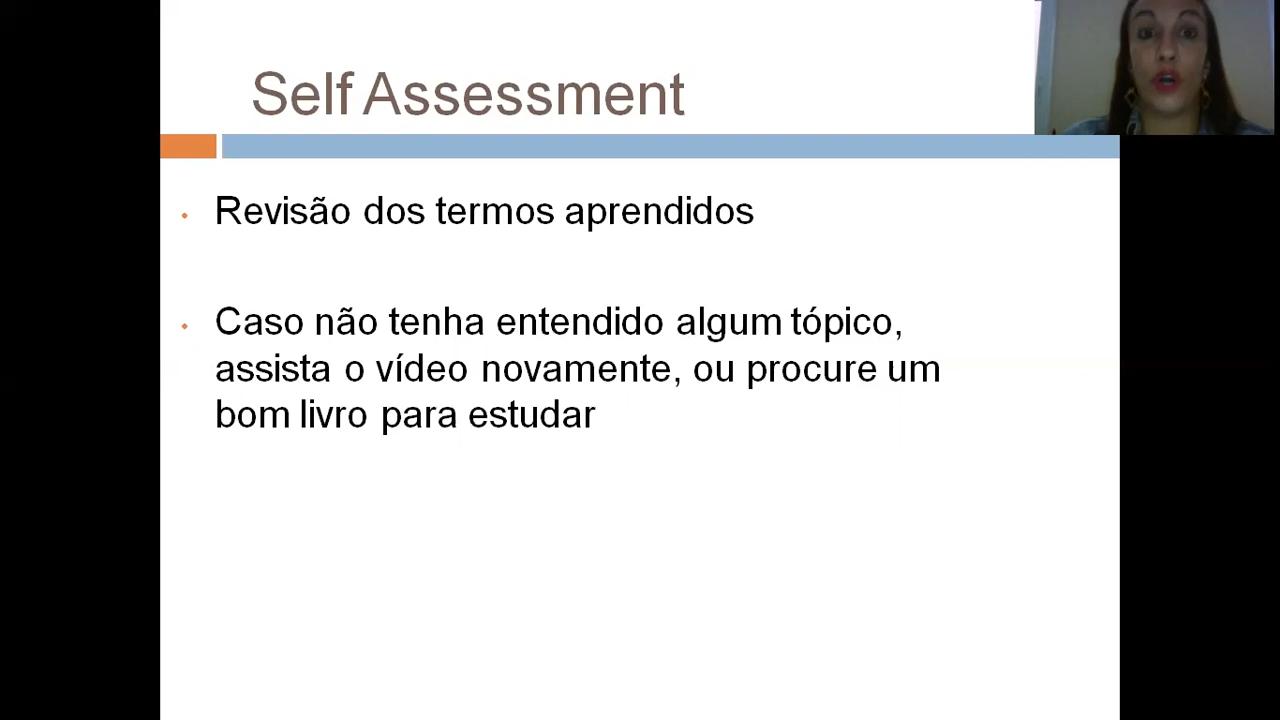 Self Assessment
Revisão dos termos aprendidos
Caso não tenha entendido algum tópico,
assista o vídeo novamente, ou procure um
bom livro para estudar